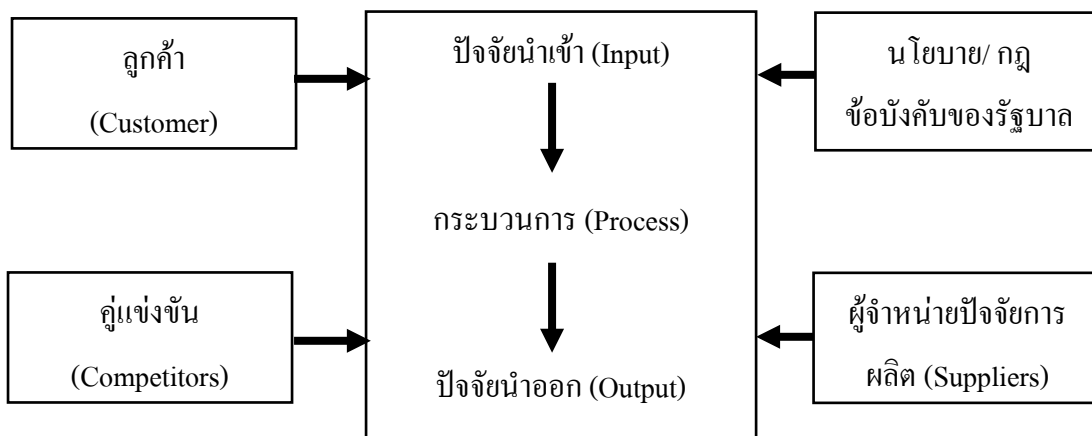 ลูกค้า
(Customer)
ปัจจัยนำเข้า (Input)
นโยบาย/ กฎ
ข้อบังคับของรัฐบาล
กระบวนการ (Process)
คู่แข่งขัน
(Competitors)
ปัจจัยนำออก (Output)
ผู้จำหน่ายปัจจัยการ
ผลิต (Suppliers)